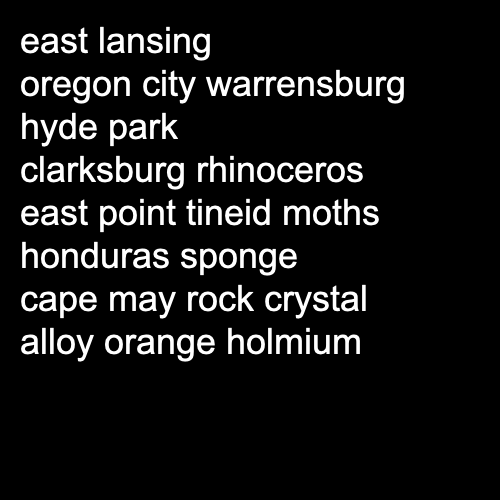 east lansing
oregon city warrensburg
hyde park
clarksburg rhinoceros
east point tineid moths
honduras sponge
cape may rock crystal
alloy orange holmium